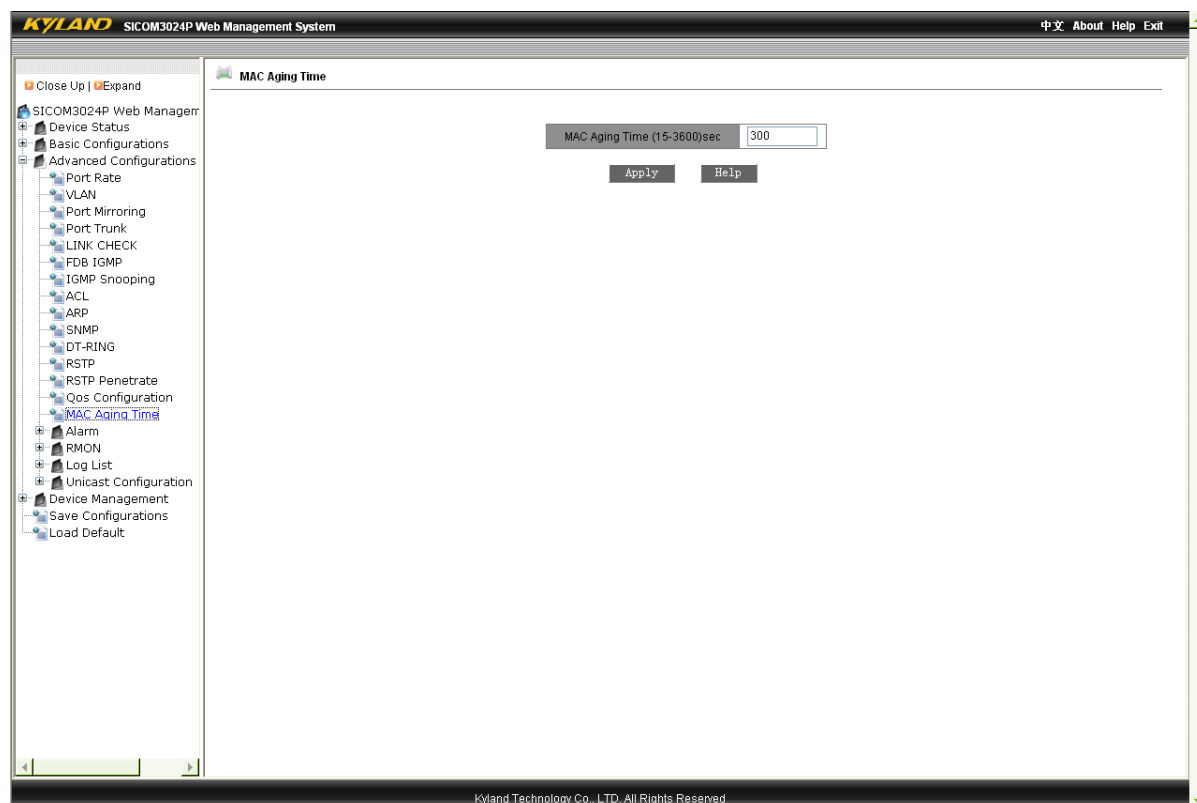 KYLAND SICOM3024P Web Management System
中文 About Help Exit
Close Up | Expand
SICOM3024P Web Managem
Device Status
Basic Configurations
Advanced Configurations
Port Rate
VLAN
Port Mirroring
Port Trunk
LINK CHECK
FDB IGMP
IGMP Snooping
ACL
ARP
SNMP
DT-RING
RSTP
RSTP Penetrate
Qos Configuration
MAC Aging Time
Alarm
RMON
Log List
Unicast Configuration
Device Management
Save Configurations
Load Default
MAC Aging Time
MAC Aging Time (15-3600)sec 300
Apply Help
Kyland Technology Co., LTD. All Rights Reserved